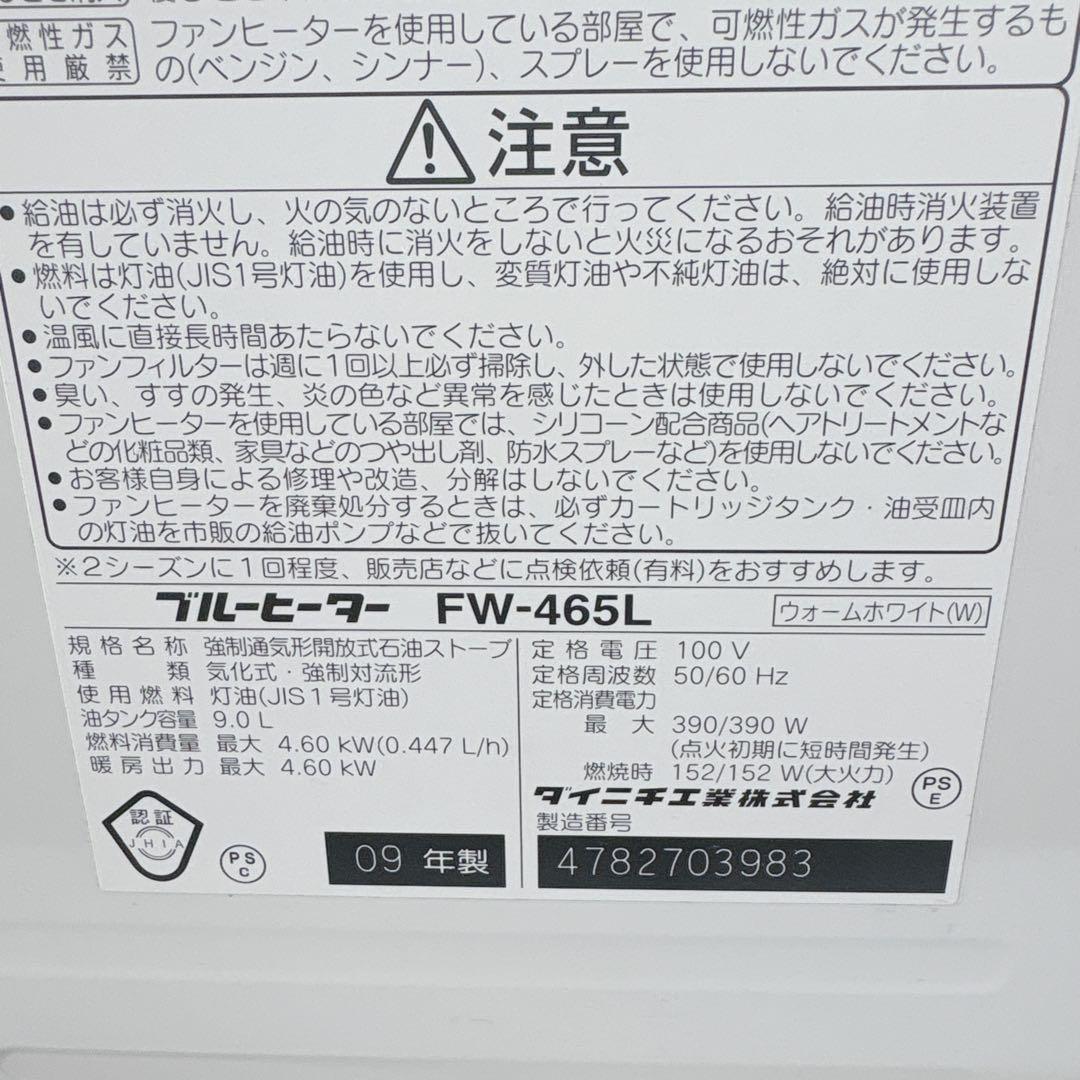 燃性ガス
使用厳禁
ファンヒーターを使用している部屋で、可燃性ガスが発生するも
の(ベンジン、シンナー)、スプレーを使用しないでください。
注意
●給油は必ず消火し、火の気のないところで行ってください。給油時消火装置
を有していません。給油時に消火をしないと火災になるおそれがあります。
●燃料は灯油(JIS1号灯油)を使用し、変質灯油や不純灯油は、絶対に使用しな
いでください。
●温風に直接長時間あたらないでください。
●ファンフィルターは週に1回以上必ず掃除し、外した状態で使用しないでください。
●臭い、すすの発生、炎の色など異常を感じたときは使用しないでください。
●ファンヒーターを使用している部屋では、シリコーン配合商品(ヘアトリートメントな
どの化粧品類、家具などのつや出し剤、防水スプレーなど)を使用しないでください。
●お客様自身による修理や改造、分解はしないでください。
●ファンヒーターを廃棄処分するときは、必ずカートリッジタンク・油受皿内
の灯油を市販の給油ポンプなどで抜いてください。
※2シーズンに1回程度、販売店などに点検依頼(有料)をおすすめします。
ブルーヒーター FW-465L ウォームホワイト(W)
規格名称 強制通気形開放式石油ストーブ
種類 気化式・強制対流形
使用燃料 灯油(JIS1号灯油)
油タンク容量 9.0 L
燃料消費量 最大 4.60 kW(0.447 L/h)
暖房出力 最大 4.60 kW
定格電圧 100 V
定格周波数 50/60 Hz
定格消費電力
最大 390/390 W
(点火初期に短時間発生)
燃焼時 152/152 W(大火力)
ダイニチ工業株式会社
PS
E
製造番号
4782703983
認証
JHIA
PS
C
09 年製